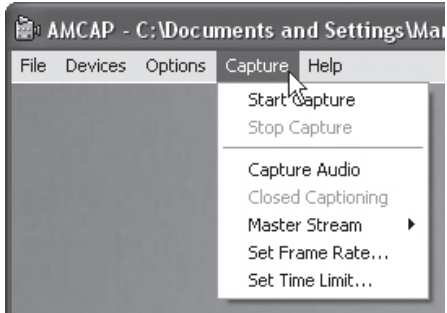 AMCAP - C:\Documents and Settings\Mar
File Devices Options Capture Help
Start Capture
Stop Capture
Capture Audio
Closed Captioning
Master Stream
Set Frame Rate...
Set Time Limit...